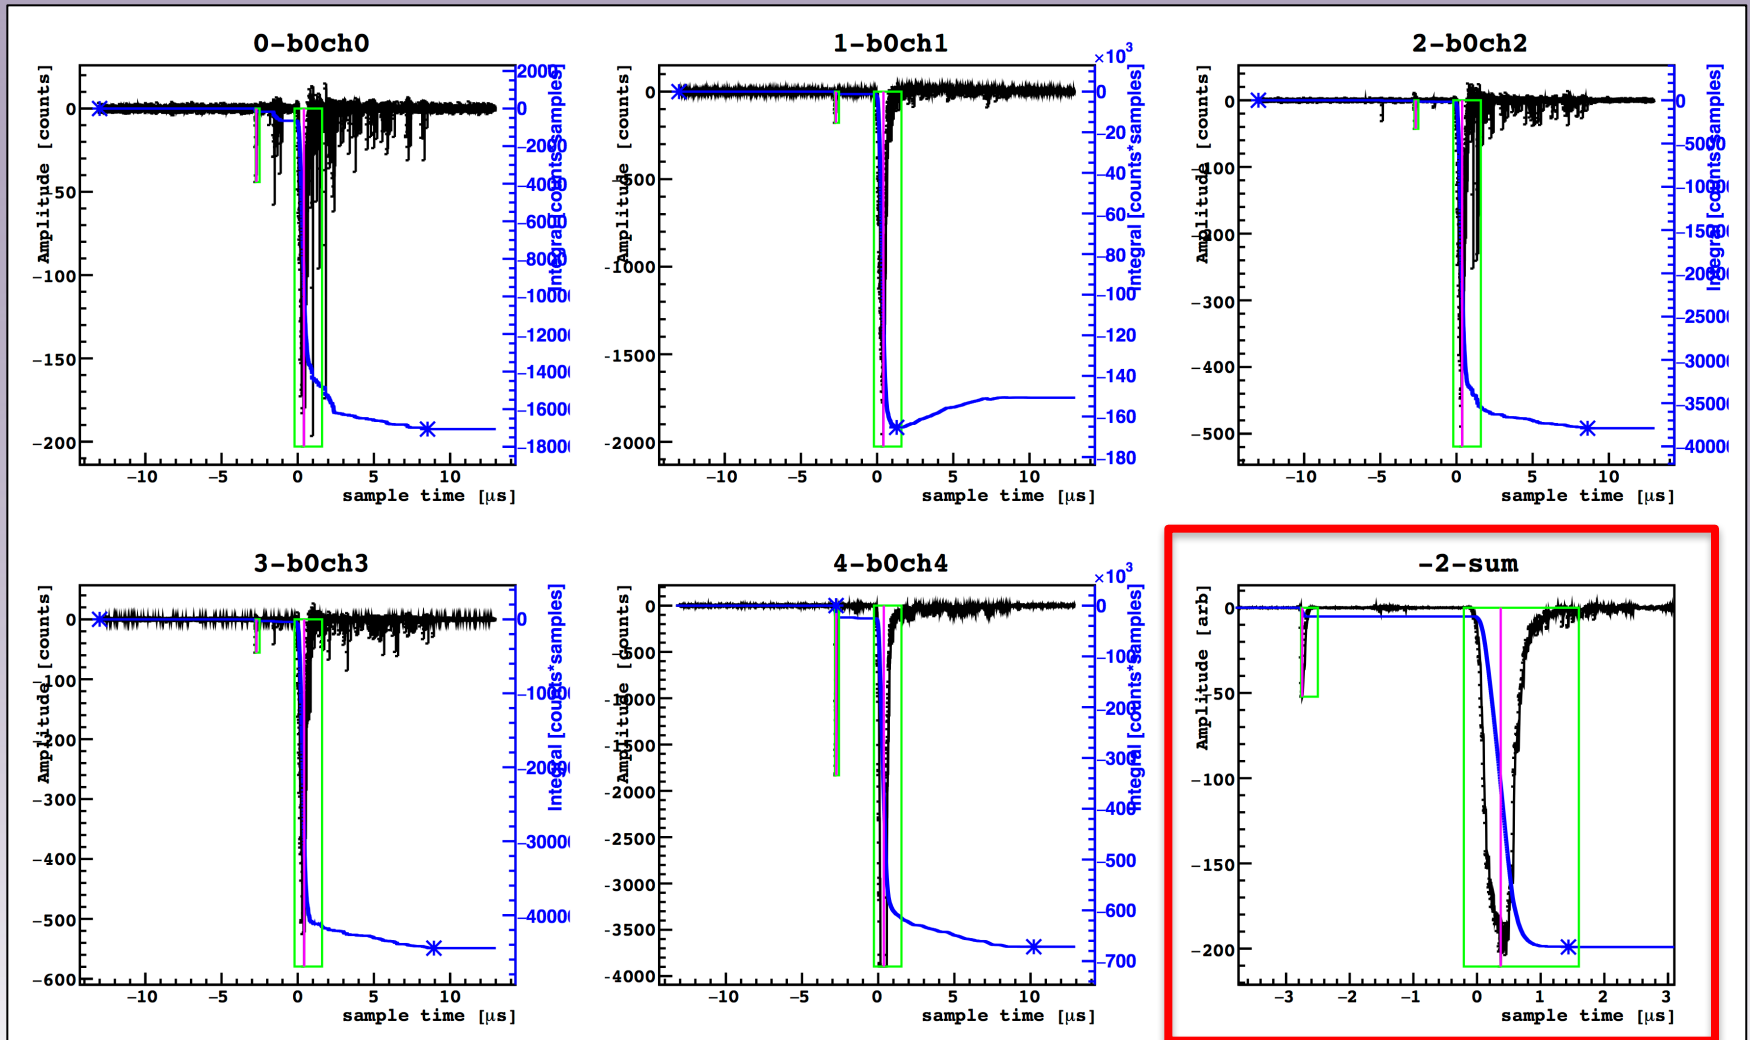 0-b0ch0
Amplitude [counts]
0
-50
-100
-150
-200
2000
0
-2000
-4000
-6000
-8000
-10000
-12000
-14000
-16000
-18000
Integral [counts*samples]
-10 -5 0 5 10
sample time [μs]
1-b0ch1
Amplitude [counts]
0
-500
-1000
-1500
-2000
×10³
0
-20
-40
-60
-80
-100
-120
-140
-160
-180
Integral [counts*samples]
-10 -5 0 5 10
sample time [μs]
2-b0ch2
Amplitude [counts]
0
-100
-200
-300
-400
-500
0
-5000
-10000
-15000
-20000
-25000
-30000
-35000
-40000
Integral [counts*samples]
-10 -5 0 5 10
sample time [μs]
3-b0ch3
Amplitude [counts]
0
-100
-200
-300
-400
-500
-600
0
-10000
-20000
-30000
-40000
Integral [counts*samples]
-10 -5 0 5 10
sample time [μs]
4-b0ch4
Amplitude [counts]
0
-500
-1000
-1500
-2000
-2500
-3000
-3500
-4000
×10³
0
-100
-200
-300
-400
-500
-600
-700
Integral [counts*samples]
-10 -5 0 5 10
sample time [μs]
-2-sum
Amplitude [arb]
0
-50
-100
-150
-200
-3 -2 -1 0 1 2 3
sample time [μs]